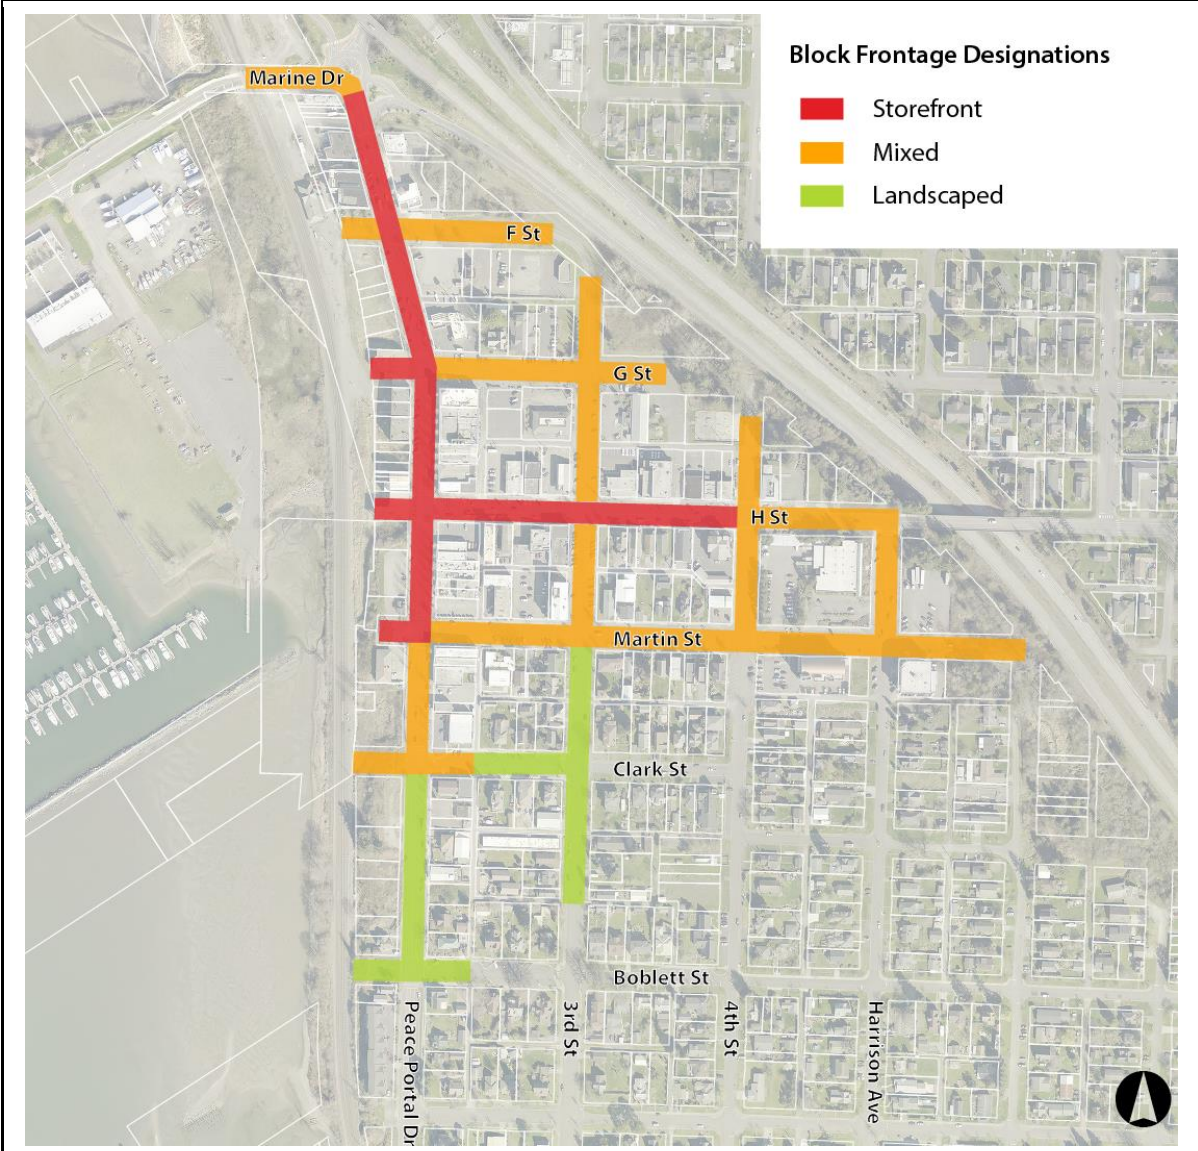 Block Frontage Designations
Storefront
Mixed
Landscaped
Marine Dr
F St
G St
H St
Martin St
Clark St
Boblett St
Peace Portal Dr
3rd St
4th St
Harrison Ave